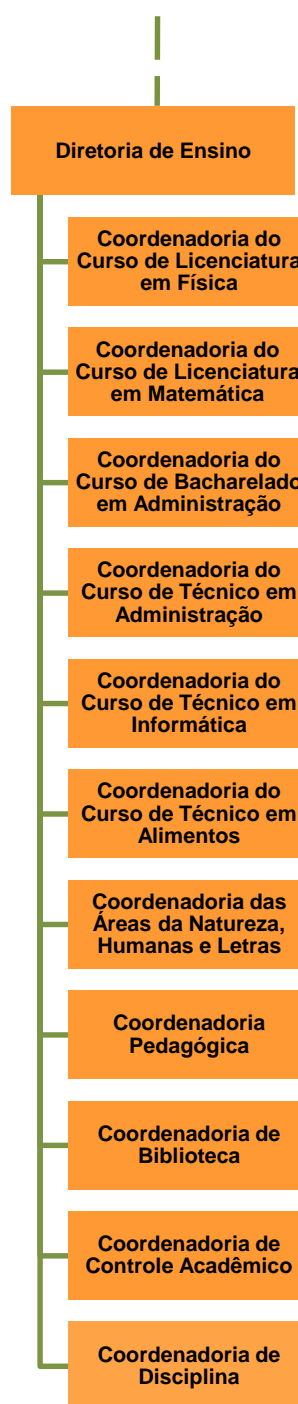 Diretoria de Ensino
Coordenadoria do
Curso de Licenciatura
em Física
Coordenadoria do
Curso de Licenciatura
em Matemática
Coordenadoria do
Curso de Bacharelado
em Administração
Coordenadoria do
Curso de Técnico em
Administração
Coordenadoria do
Curso de Técnico em
Informática
Coordenadoria do
Curso de Técnico em
Alimentos
Coordenadoria das
Áreas da Natureza,
Humanas e Letras
Coordenadoria
Pedagógica
Coordenadoria de
Biblioteca
Coordenadoria de
Controle Acadêmico
Coordenadoria de
Disciplina